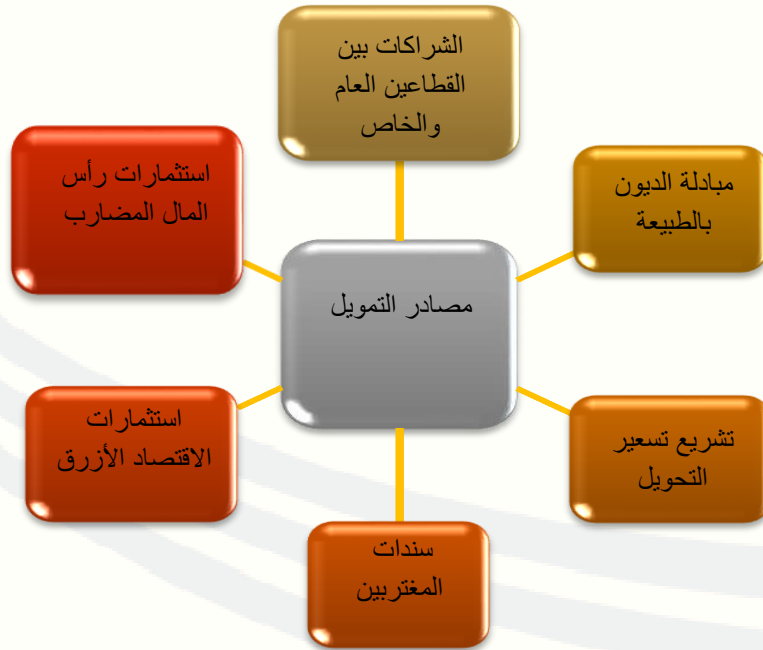 الشراكات بين
القطاعين العام
والخاص
مبادلة الديون
بالطبيعة
تشريع تسعير
التحويل
سندات
المغتربين
استثمارات
الاقتصاد الأزرق
استثمارات رأس
المال المضارب
مصادر التمويل